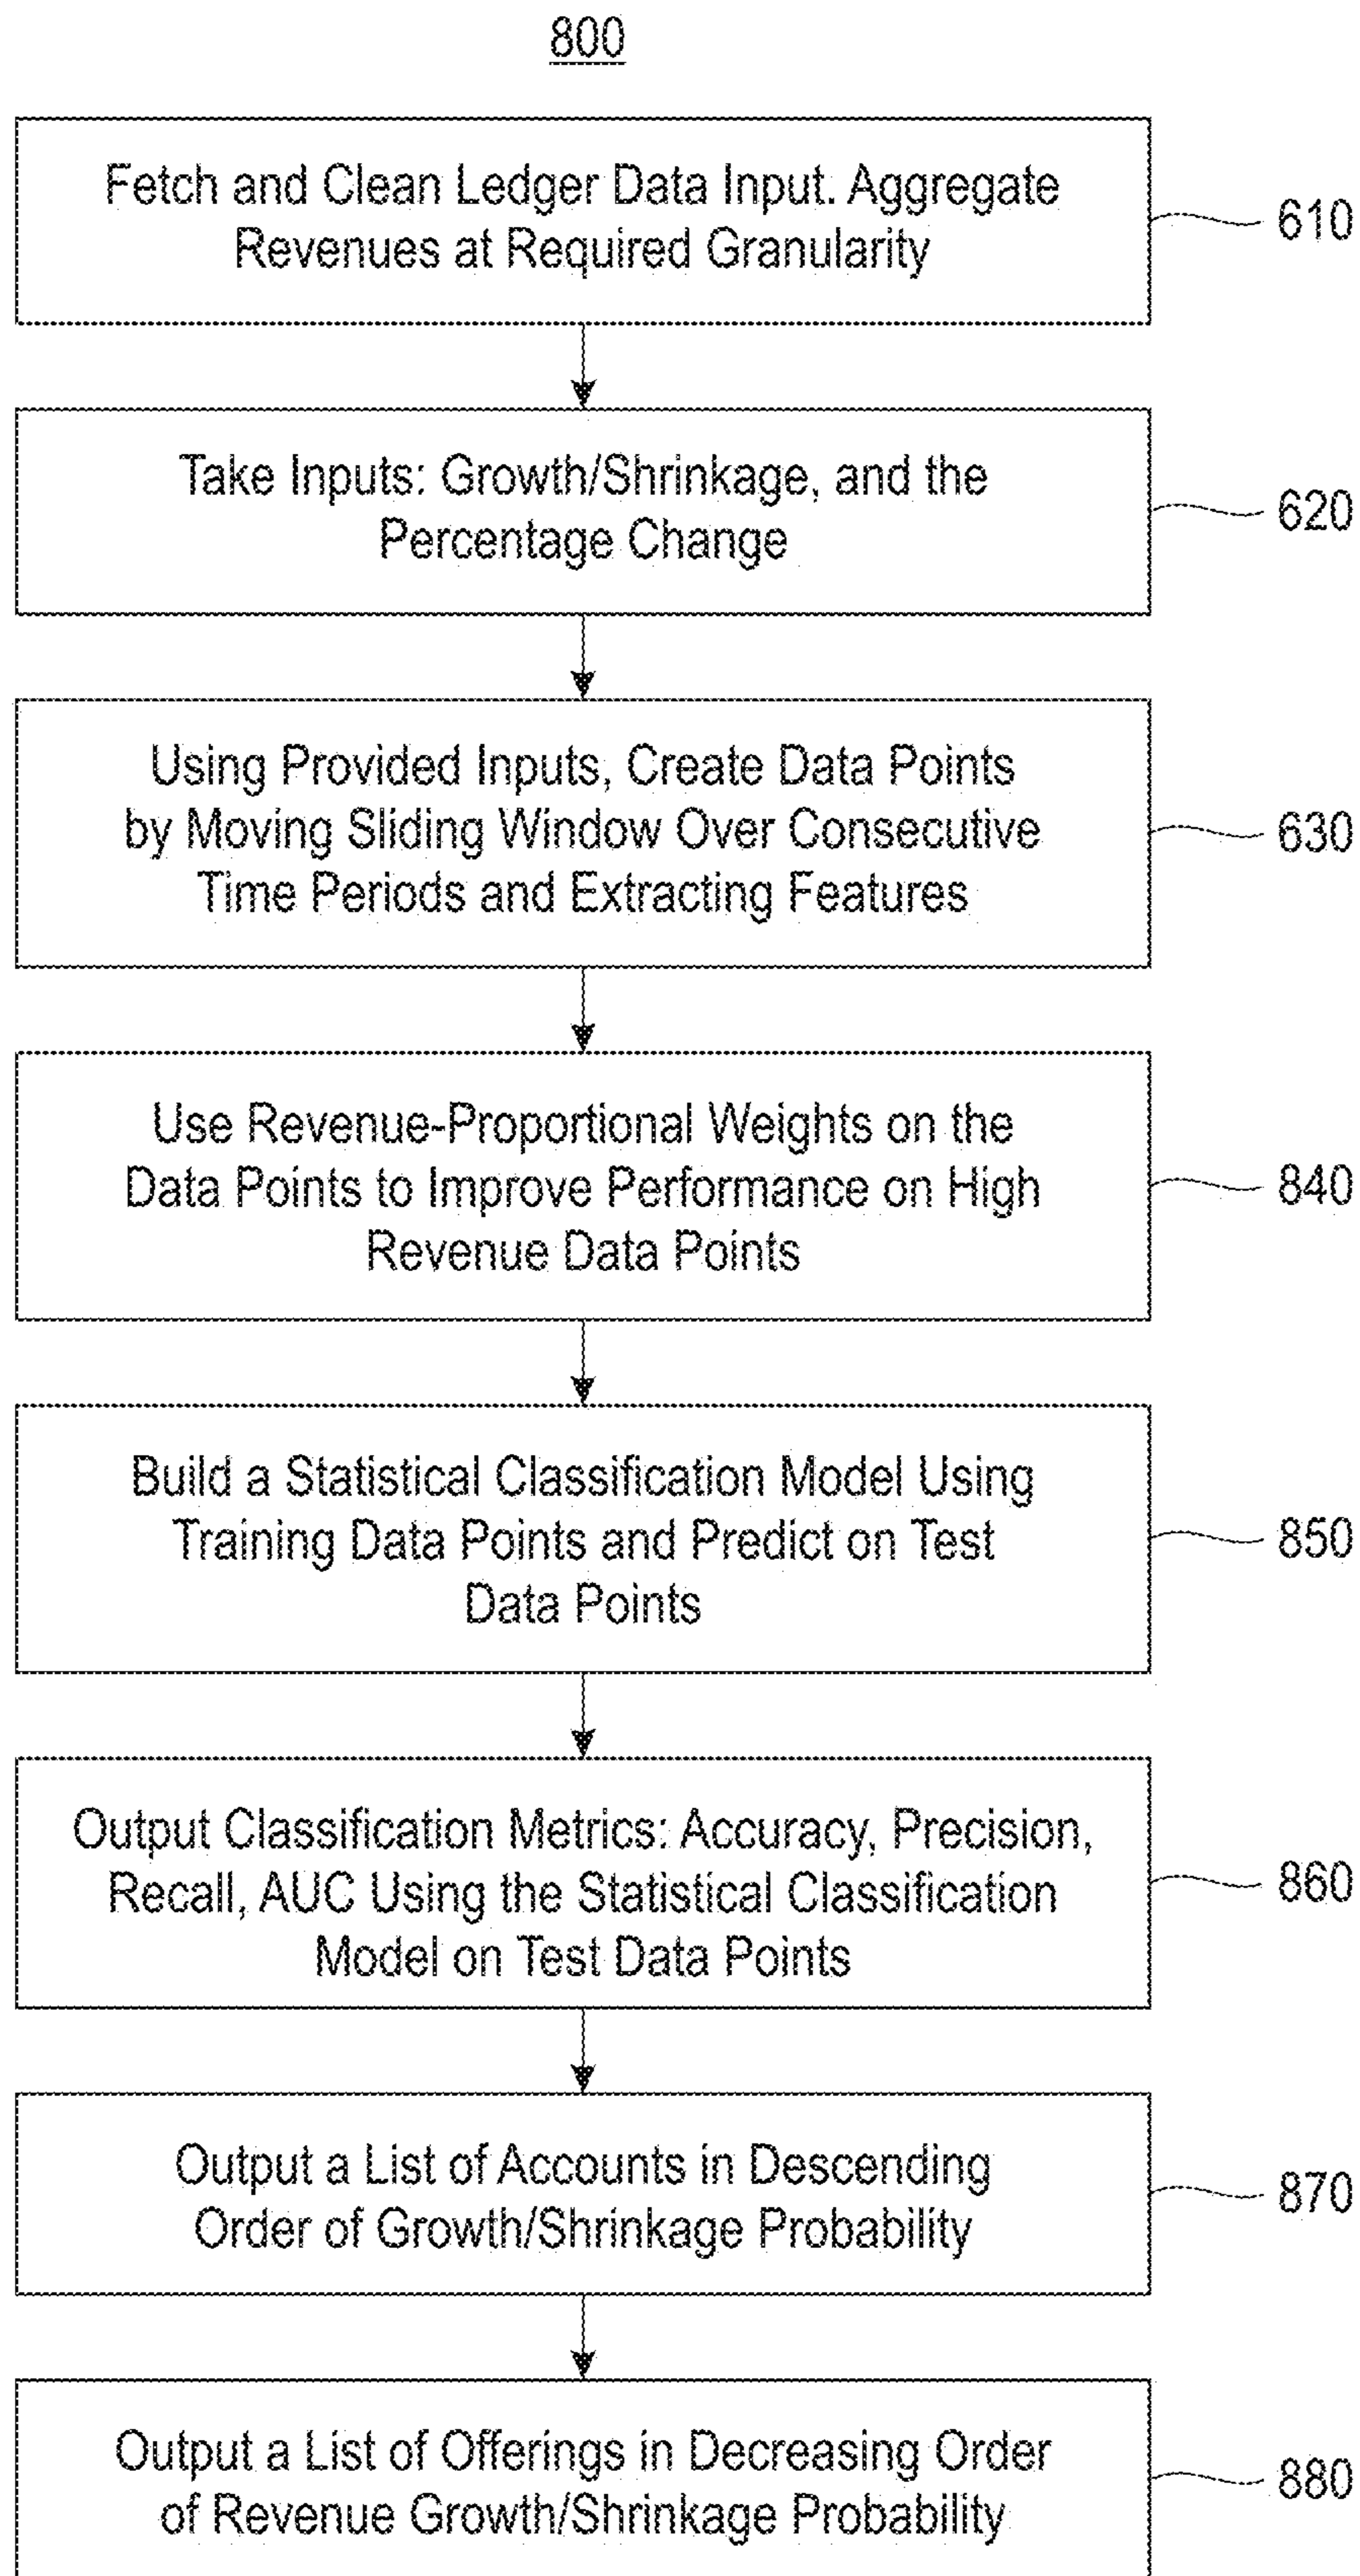 800
Fetch and Clean Ledger Data Input. Aggregate
Revenues at Required Granularity
610
Take Inputs: Growth/Shrinkage, and the
Percentage Change
620
Using Provided Inputs, Create Data Points
by Moving Sliding Window Over Consecutive
Time Periods and Extracting Features
630
Use Revenue-Proportional Weights on the
Data Points to Improve Performance on High
Revenue Data Points
840
Build a Statistical Classification Model Using
Training Data Points and Predict on Test
Data Points
850
Output Classification Metrics: Accuracy, Precision,
Recall, AUC Using the Statistical Classification
Model on Test Data Points
860
Output a List of Accounts in Descending
Order of Growth/Shrinkage Probability
870
Output a List of Offerings in Decreasing Order
of Revenue Growth/Shrinkage Probability
880